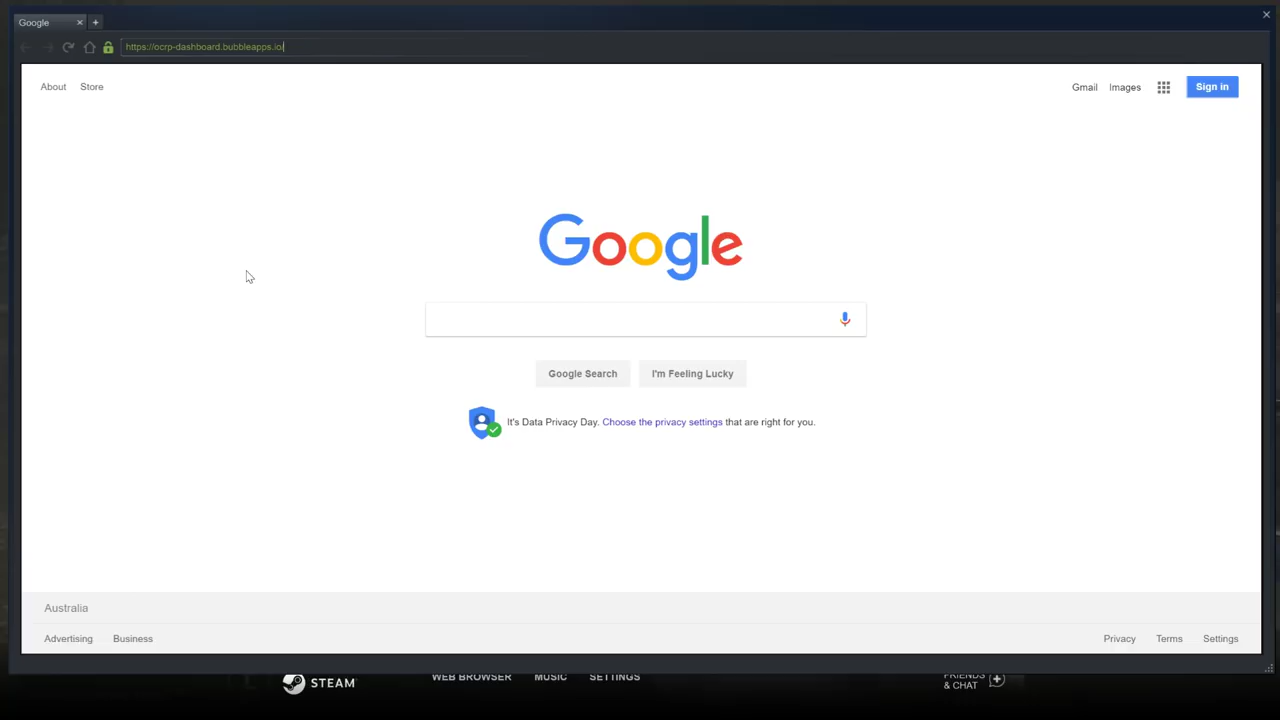 Google
https://ocrp-dashboard.bubbleapps.io/
About Store
Gmail Images Sign in
Google
Google Search I'm Feeling Lucky
It's Data Privacy Day. Choose the privacy settings that are right for you.
Australia
Advertising Business
Privacy Terms Settings
STEAM
WEB BROWSER MUSIC SETTINGS
FRIENDS
& CHAT